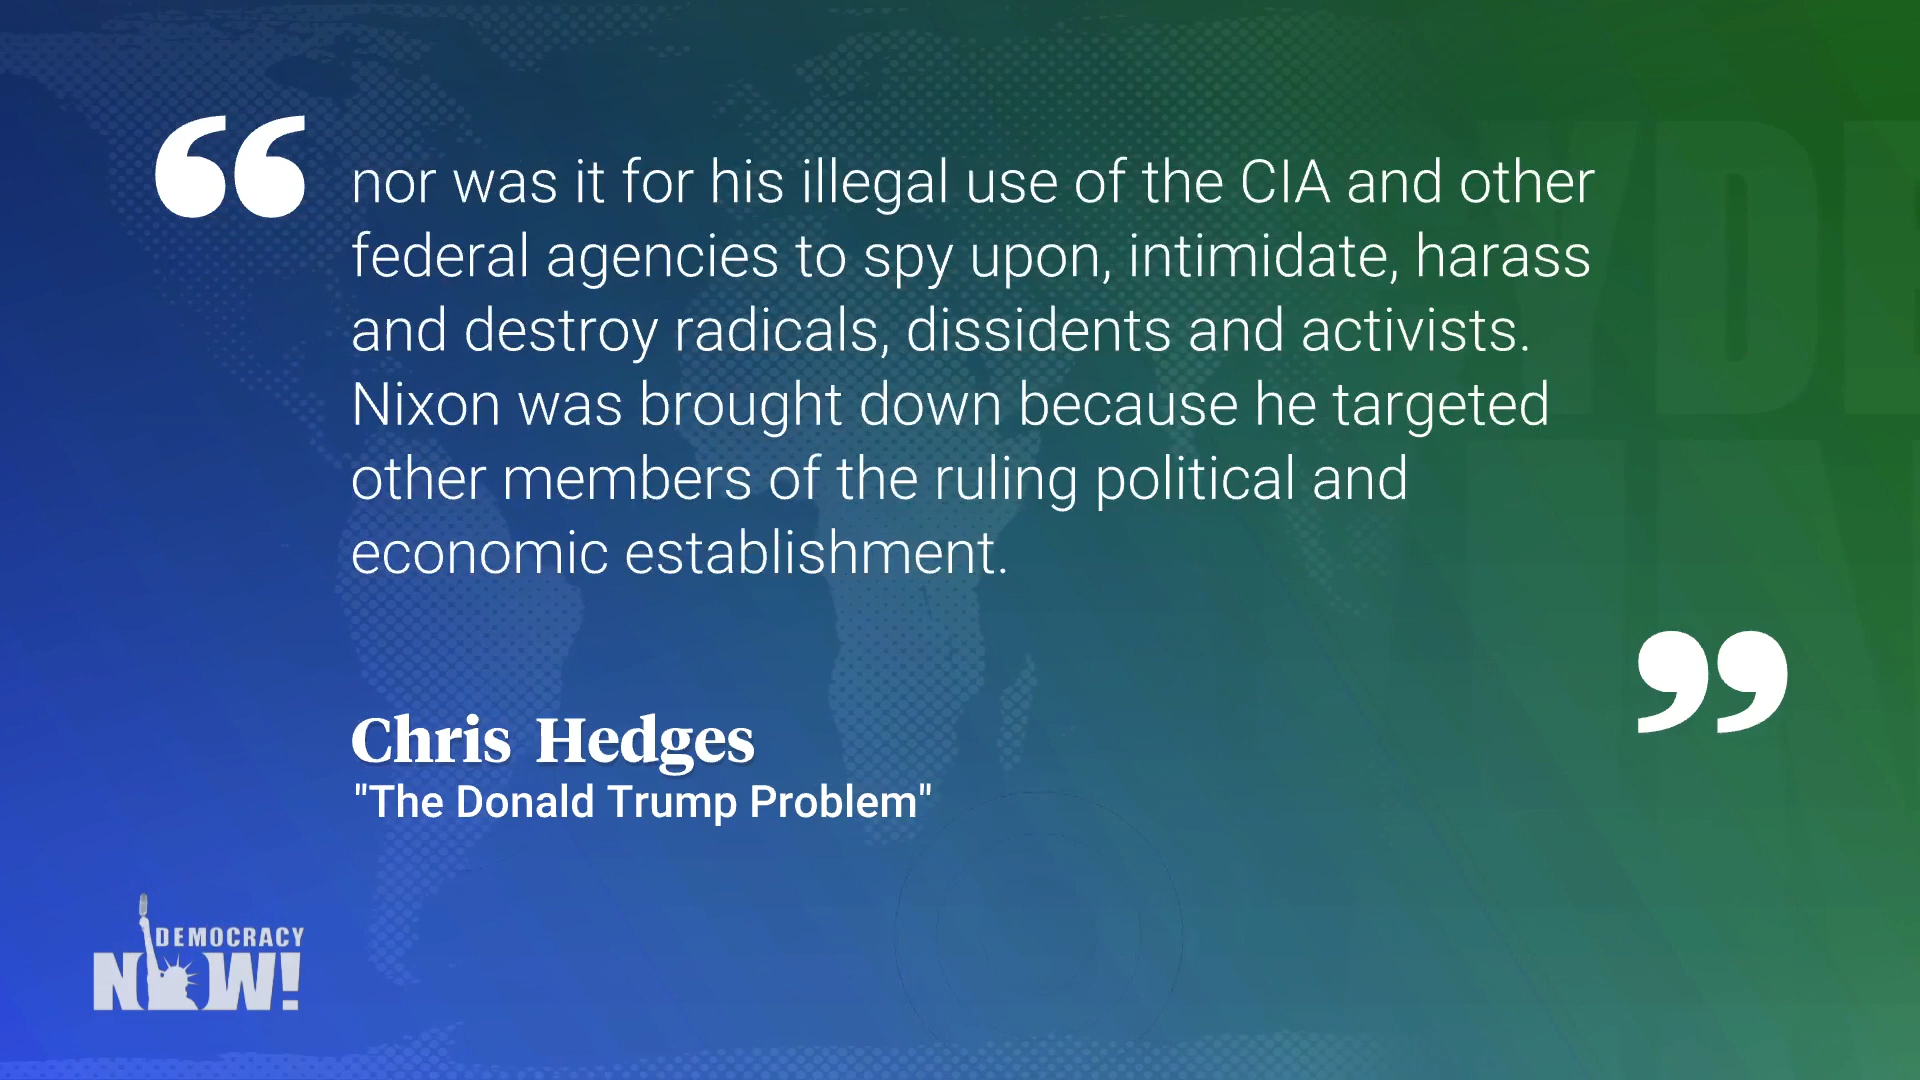 “ nor was it for his illegal use of the CIA and other
federal agencies to spy upon, intimidate, harass
and destroy radicals, dissidents and activists.
Nixon was brought down because he targeted
other members of the ruling political and
economic establishment.
”
Chris Hedges
"The Donald Trump Problem"
DEMOCRACY
NOW!